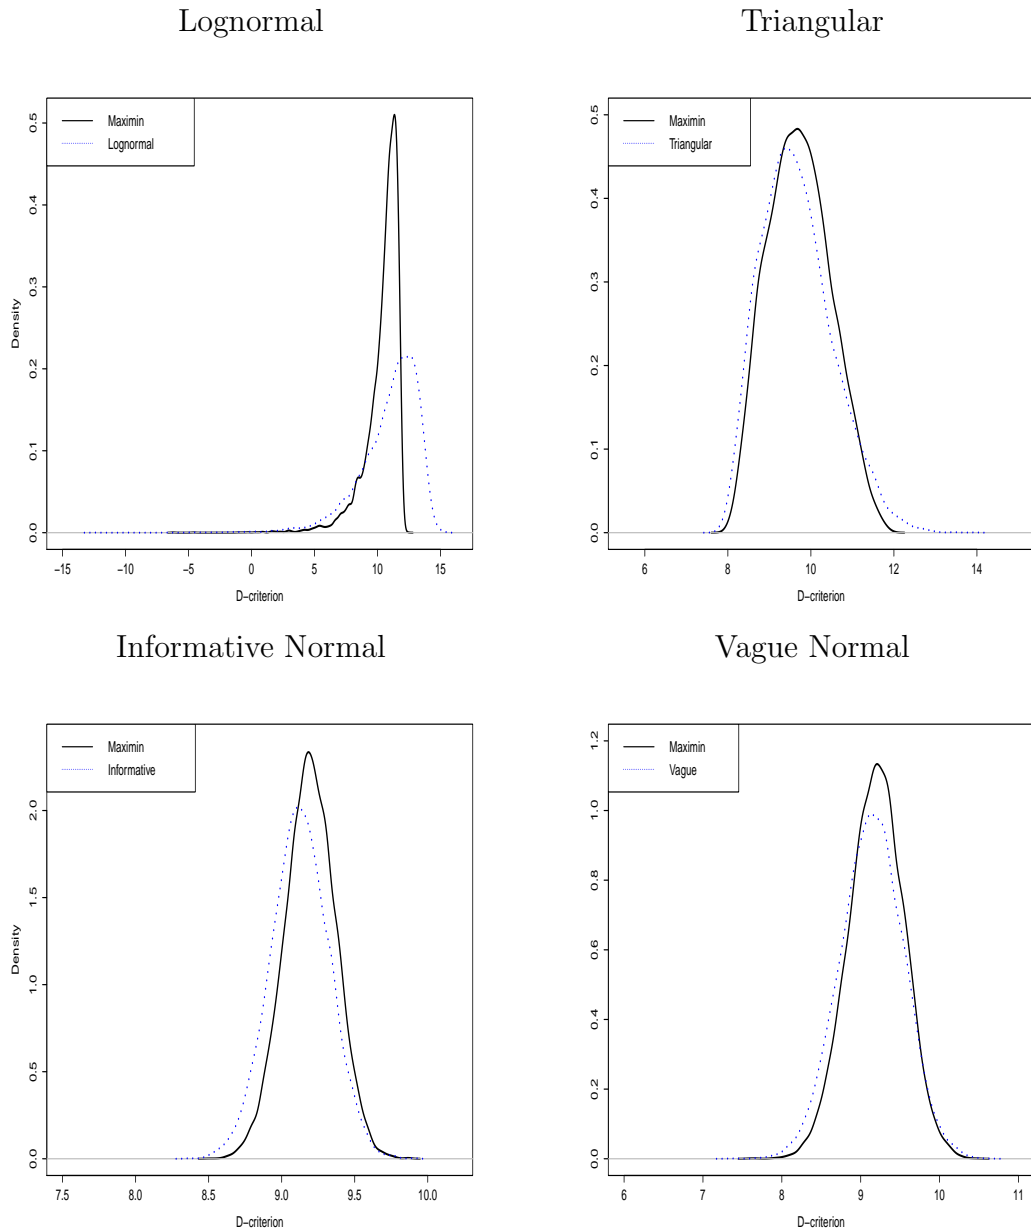 Lognormal
Triangular
Maximin
Lognormal
Density
0.0 0.1 0.2 0.3 0.4 0.5
−15 −10 −5 0 5 10 15
D−criterion
Maximin
Triangular
0.0 0.1 0.2 0.3 0.4 0.5
6 8 10 12 14
D−criterion
Informative Normal
Vague Normal
Maximin
Informative
Density
0.0 0.5 1.0 1.5 2.0
7.5 8.0 8.5 9.0 9.5 10.0
D−criterion
Maximin
Vague
0.0 0.2 0.4 0.6 0.8 1.0 1.2
6 7 8 9 10 11
D−criterion